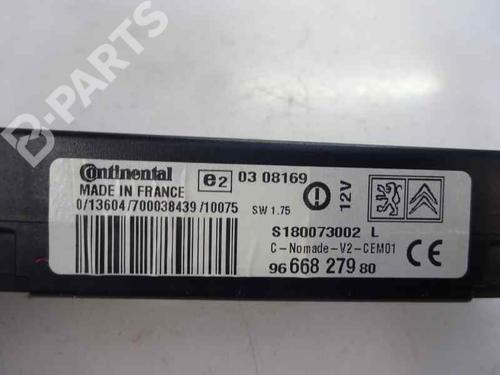 B-PARTS
Continental
MADE IN FRANCE
e2
03 08169
0/13604/700038439/10075
SW 1.75
12V
S180073002 L
C-Nomade-V2-CEM01
96 668 279 80
CE